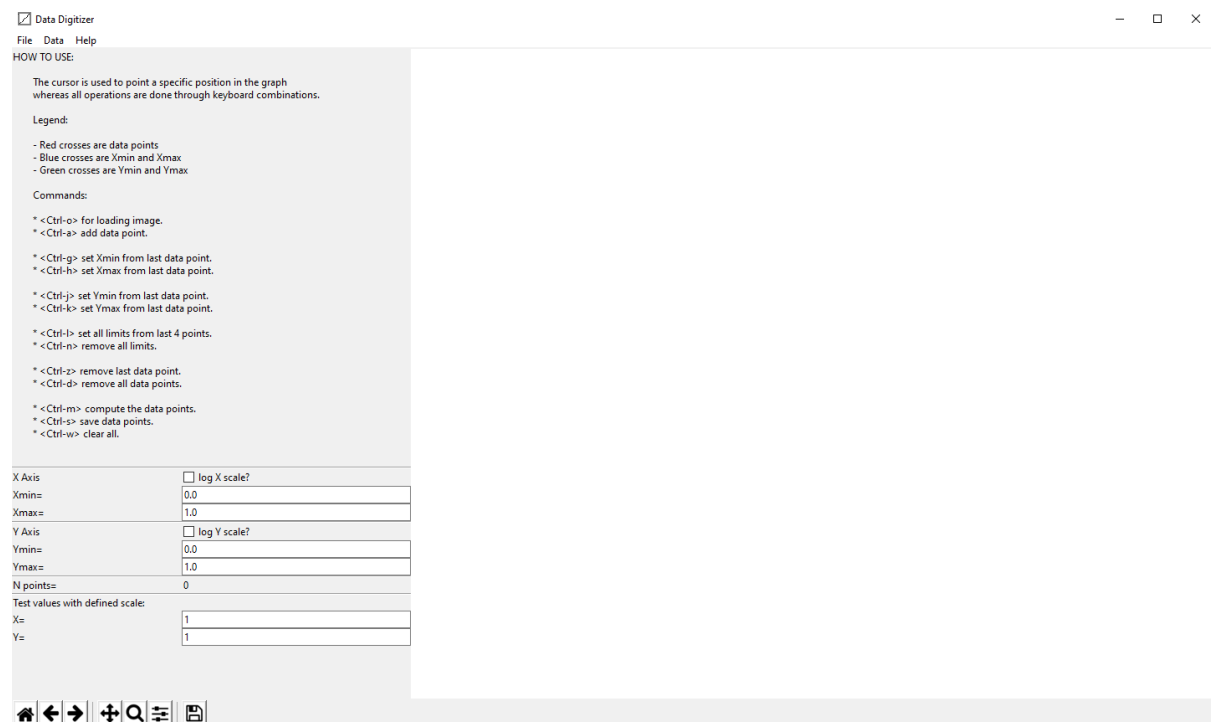 Data Digitizer
File Data Help
HOW TO USE:
The cursor is used to point a specific position in the graph
whereas all operations are done through keyboard combinations.
Legend:
- Red crosses are data points
- Blue crosses are Xmin and Xmax
- Green crosses are Ymin and Ymax
Commands:
* <Ctrl-o> for loading image.
* <Ctrl-a> add data point.
* <Ctrl-g> set Xmin from last data point.
* <Ctrl-h> set Xmax from last data point.
* <Ctrl-j> set Ymin from last data point.
* <Ctrl-k> set Ymax from last data point.
* <Ctrl-l> set all limits from last 4 points.
* <Ctrl-n> remove all limits.
* <Ctrl-z> remove last data point.
* <Ctrl-d> remove all data points.
* <Ctrl-m> compute the data points.
* <Ctrl-s> save data points.
* <Ctrl-w> clear all.
X Axis log X scale?
Xmin= 0.0
Xmax= 1.0
Y Axis log Y scale?
Ymin= 0.0
Ymax= 1.0
N points= 0
Test values with defined scale:
X= 1
Y= 1